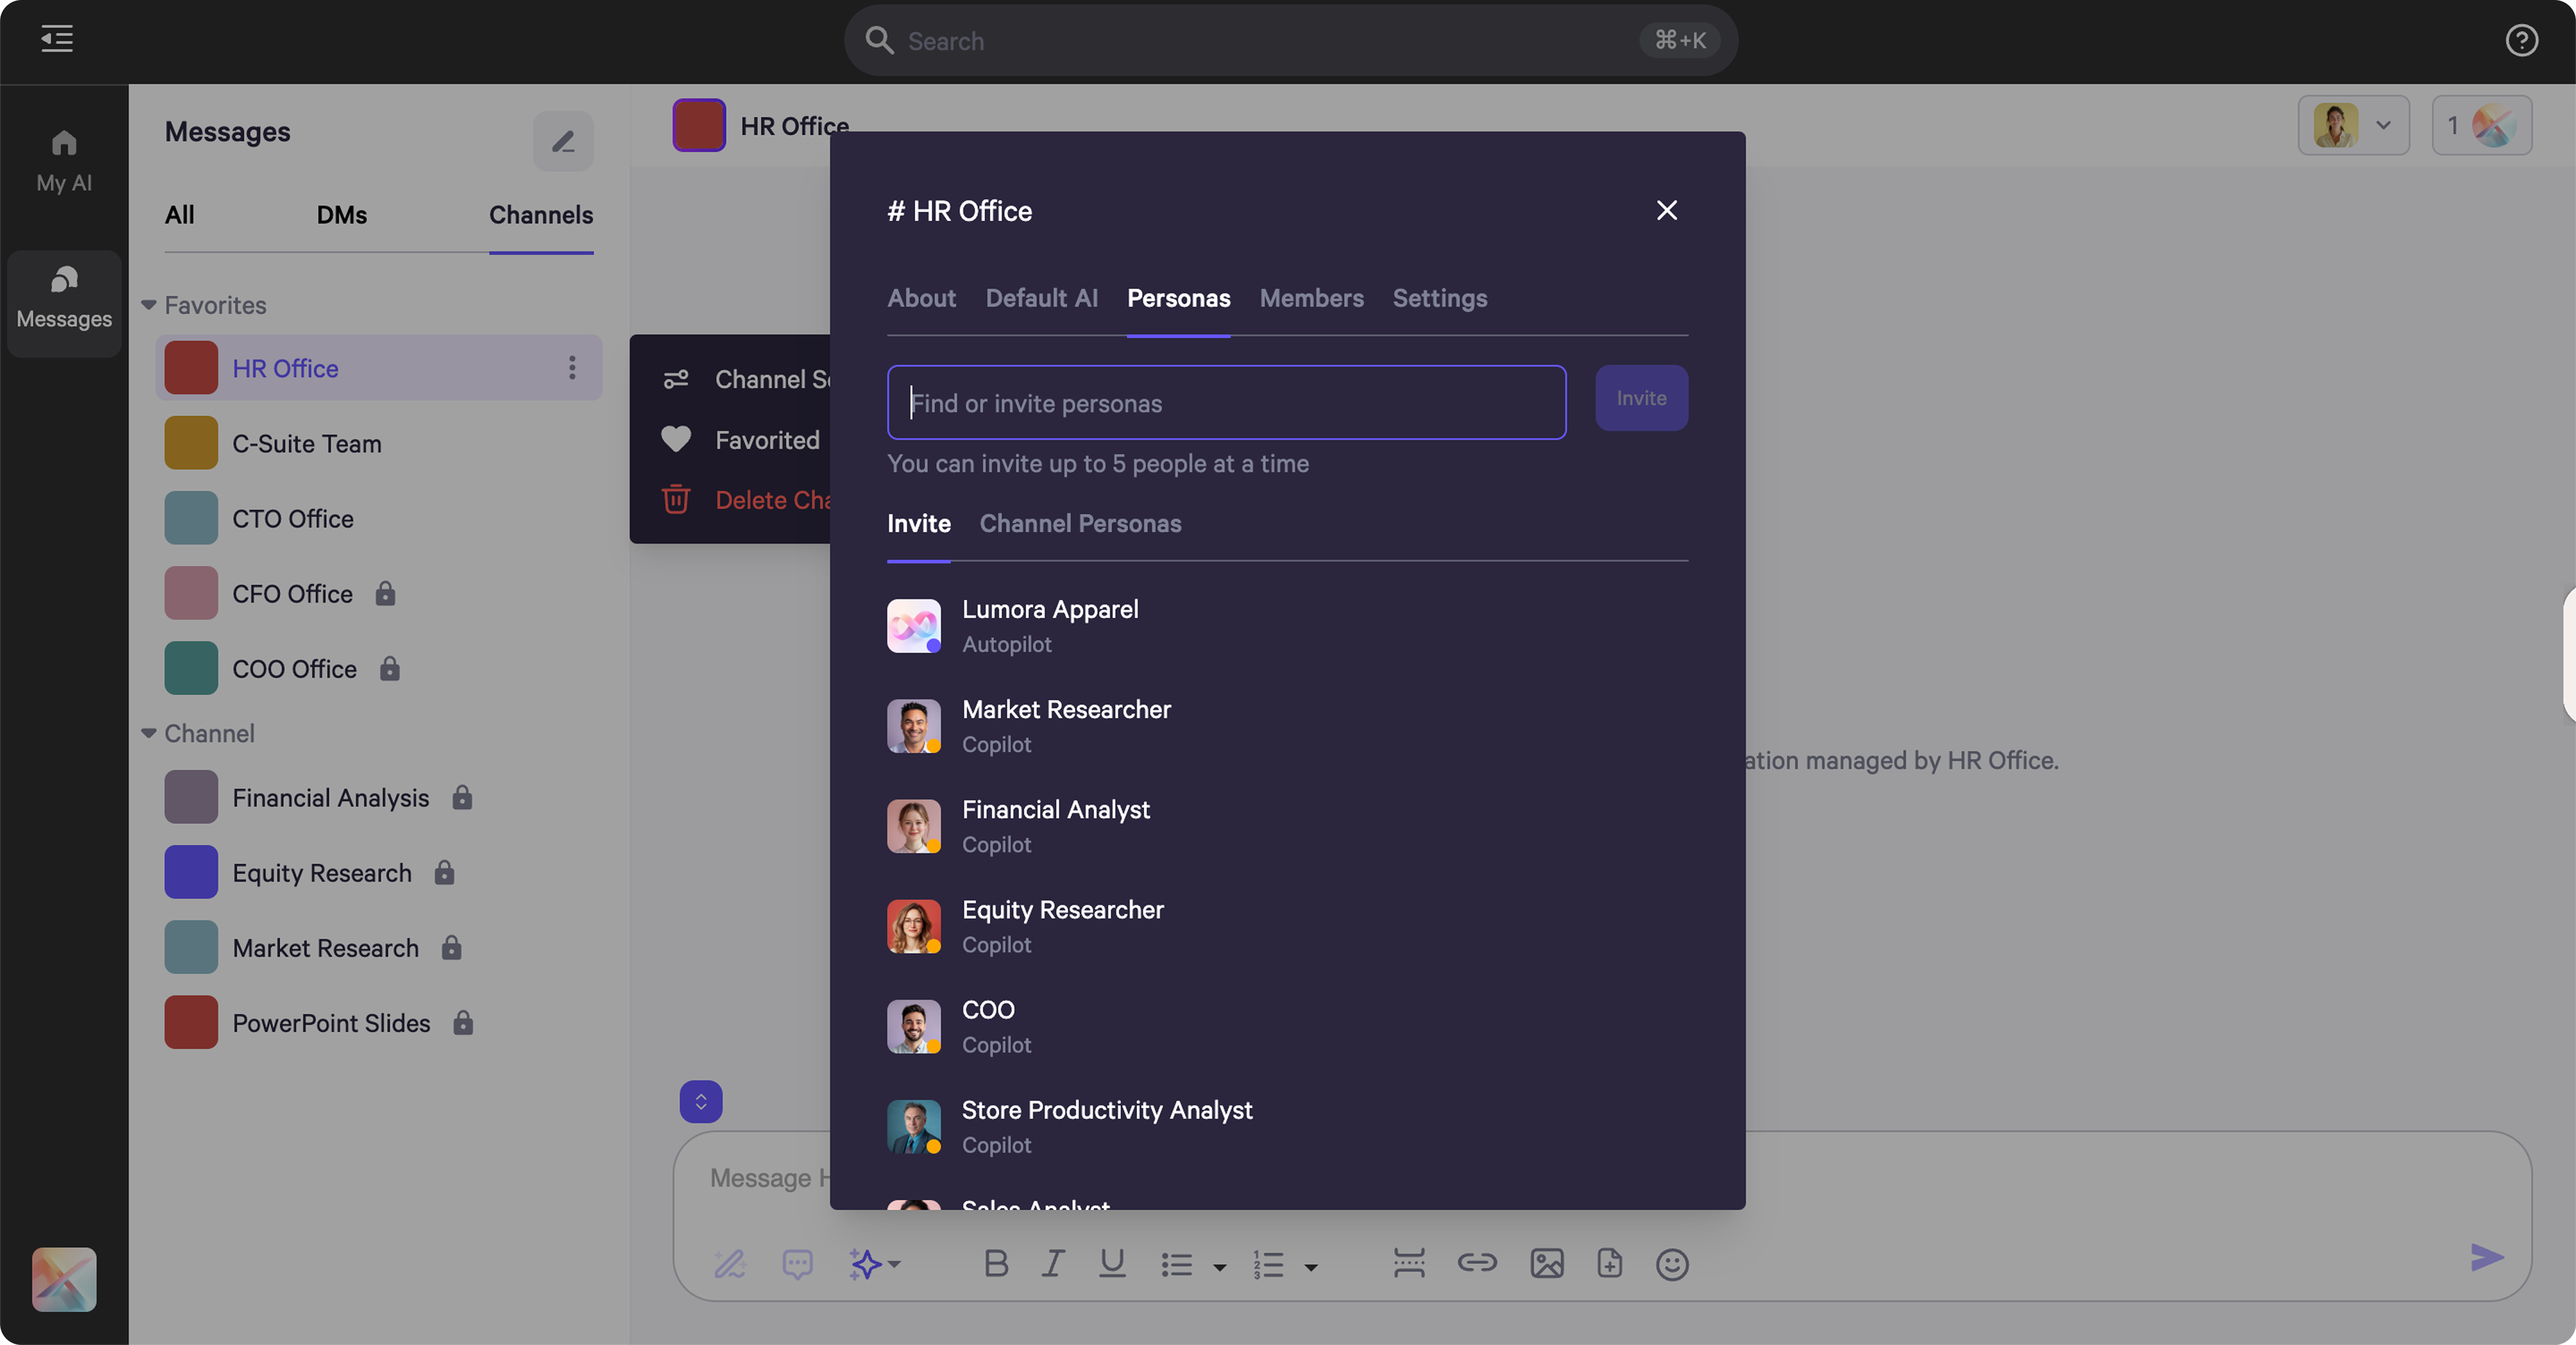 Search
⌘+K
My AI
Messages
Messages
All DMs Channels
Favorites
HR Office
C-Suite Team
CTO Office
CFO Office
COO Office
Channel
Financial Analysis
Equity Research
Market Research
PowerPoint Slides
HR Office
1
Channel
Favorited
Delete
# HR Office
About Default AI Personas Members Settings
Find or invite personas
Invite
You can invite up to 5 people at a time
Invite Channel Personas
Lumora Apparel
Autopilot
Market Researcher
Copilot
Financial Analyst
Copilot
Equity Researcher
Copilot
COO
Copilot
Store Productivity Analyst
Copilot
Sales Analyst
managed by HR Office.
Message